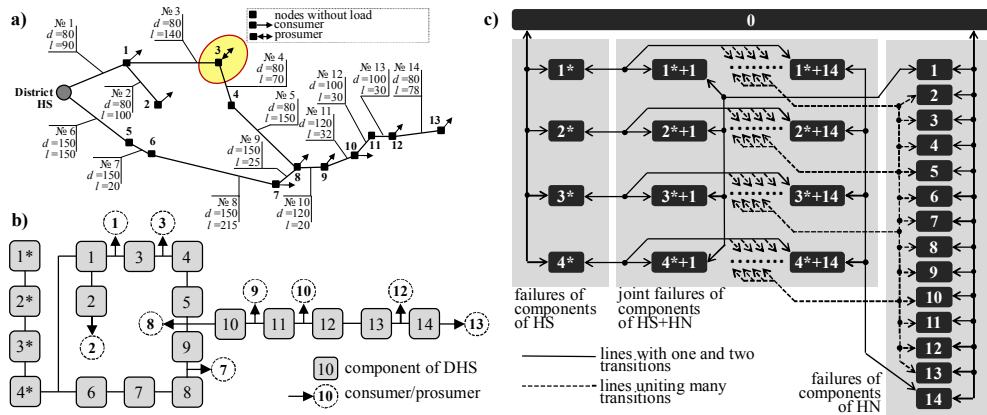 a)
№ 1
d=80
l=90
№ 3
d=80
l=140
nodes without load
consumer
prosumer
1
3
№ 4
d=80
l=70
№ 12
d=100
l=30
№ 13
d=100
l=30
№ 14
d=80
l=78
District
HS
№ 2
d=80
l=100
2
4
№ 5
d=80
l=150
№ 11
d=120
l=32
13
№ 6
d=150
l=150
5
6
№ 9
d=150
l=25
11
12
10
№ 7
d=150
l=20
8
9
7
№ 8
d=150
l=215
№ 10
d=120
l=20
b)
1
3
1*
1
3
4
2*
2
5
9
10
12
8
10
11
12
13
14
13
3*
2
9
7
4*
6
7
8
10
component of DHS
10
consumer/prosumer
c)
0
1*
1*+1
1*+14
1
2
2*
2*+1
2*+14
3
4
5
3*
3*+1
3*+14
6
7
8
4*
4*+1
4*+14
9
10
11
12
13
14
failures of
components
of HS
joint failures of
components
of HS+HN
lines with one and two
transitions
lines uniting many
transitions
failures of
components of
HN